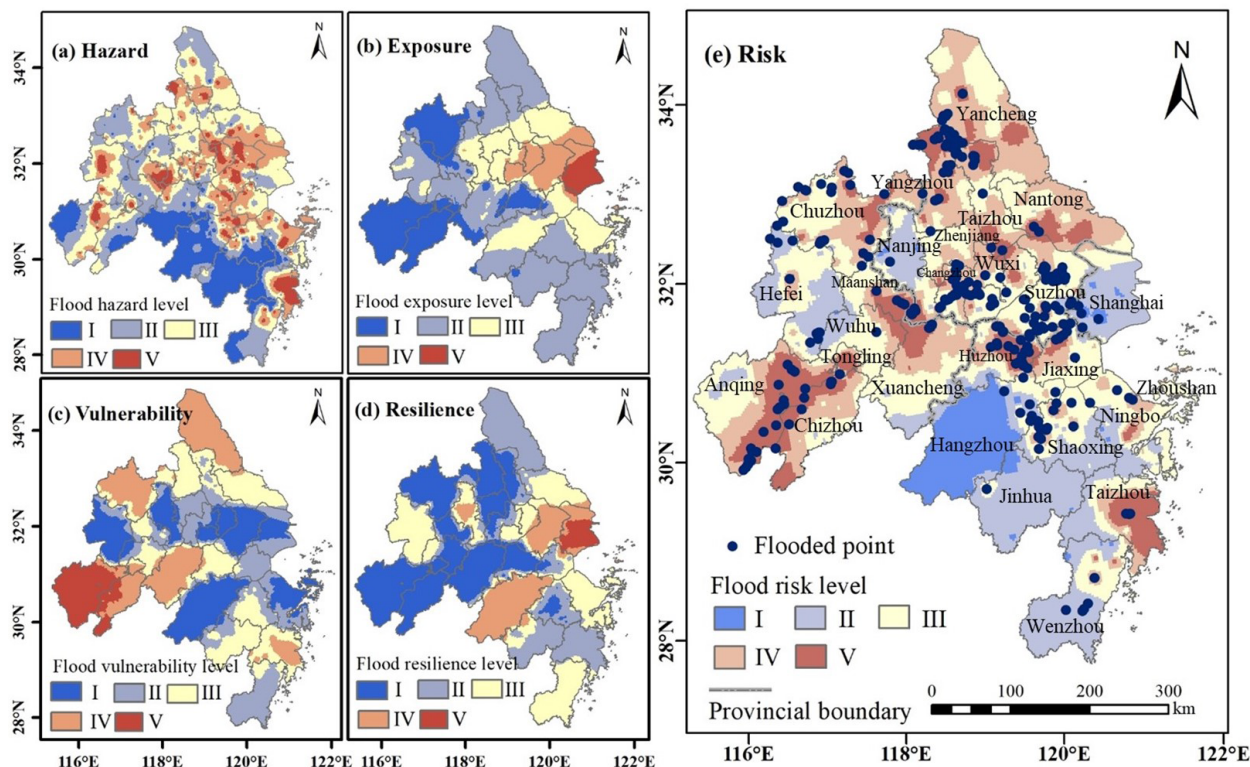 (a) Hazard
N
34°N
32°N
30°N
28°N
Flood hazard level
I II III
IV V
(b) Exposure
N
Flood exposure level
I II III
IV V
(c) Vulnerability
N
34°N
32°N
30°N
28°N
Flood vulnerability level
I II III
IV V
116°E 118°E 120°E 122°E
(d) Resilience
N
Flood resilience level
I II III
IV V
116°E 118°E 120°E 122°E
116°E 118°E 120°E 122°E
(e) Risk
N
34°N
32°N
30°N
28°N
Yancheng
Yangzhou
Chuzhou
Nantong
Taizhou
Zhenjiang
Nanjing
Changzhou
Wuxi
Maanshan
Hefei
Suzhou
Shanghai
Wuhu
Tongling
Huzhou
Jiaxing
Anqing
Xuancheng
Zhoushan
Ningbo
Chizhou
Hangzhou
Shaoxing
Jinhua
Taizhou
Wenzhou
Flooded point
Flood risk level
I II III
IV V
Provincial boundary
0 100 200 300
km
116°E 118°E 120°E 122°E